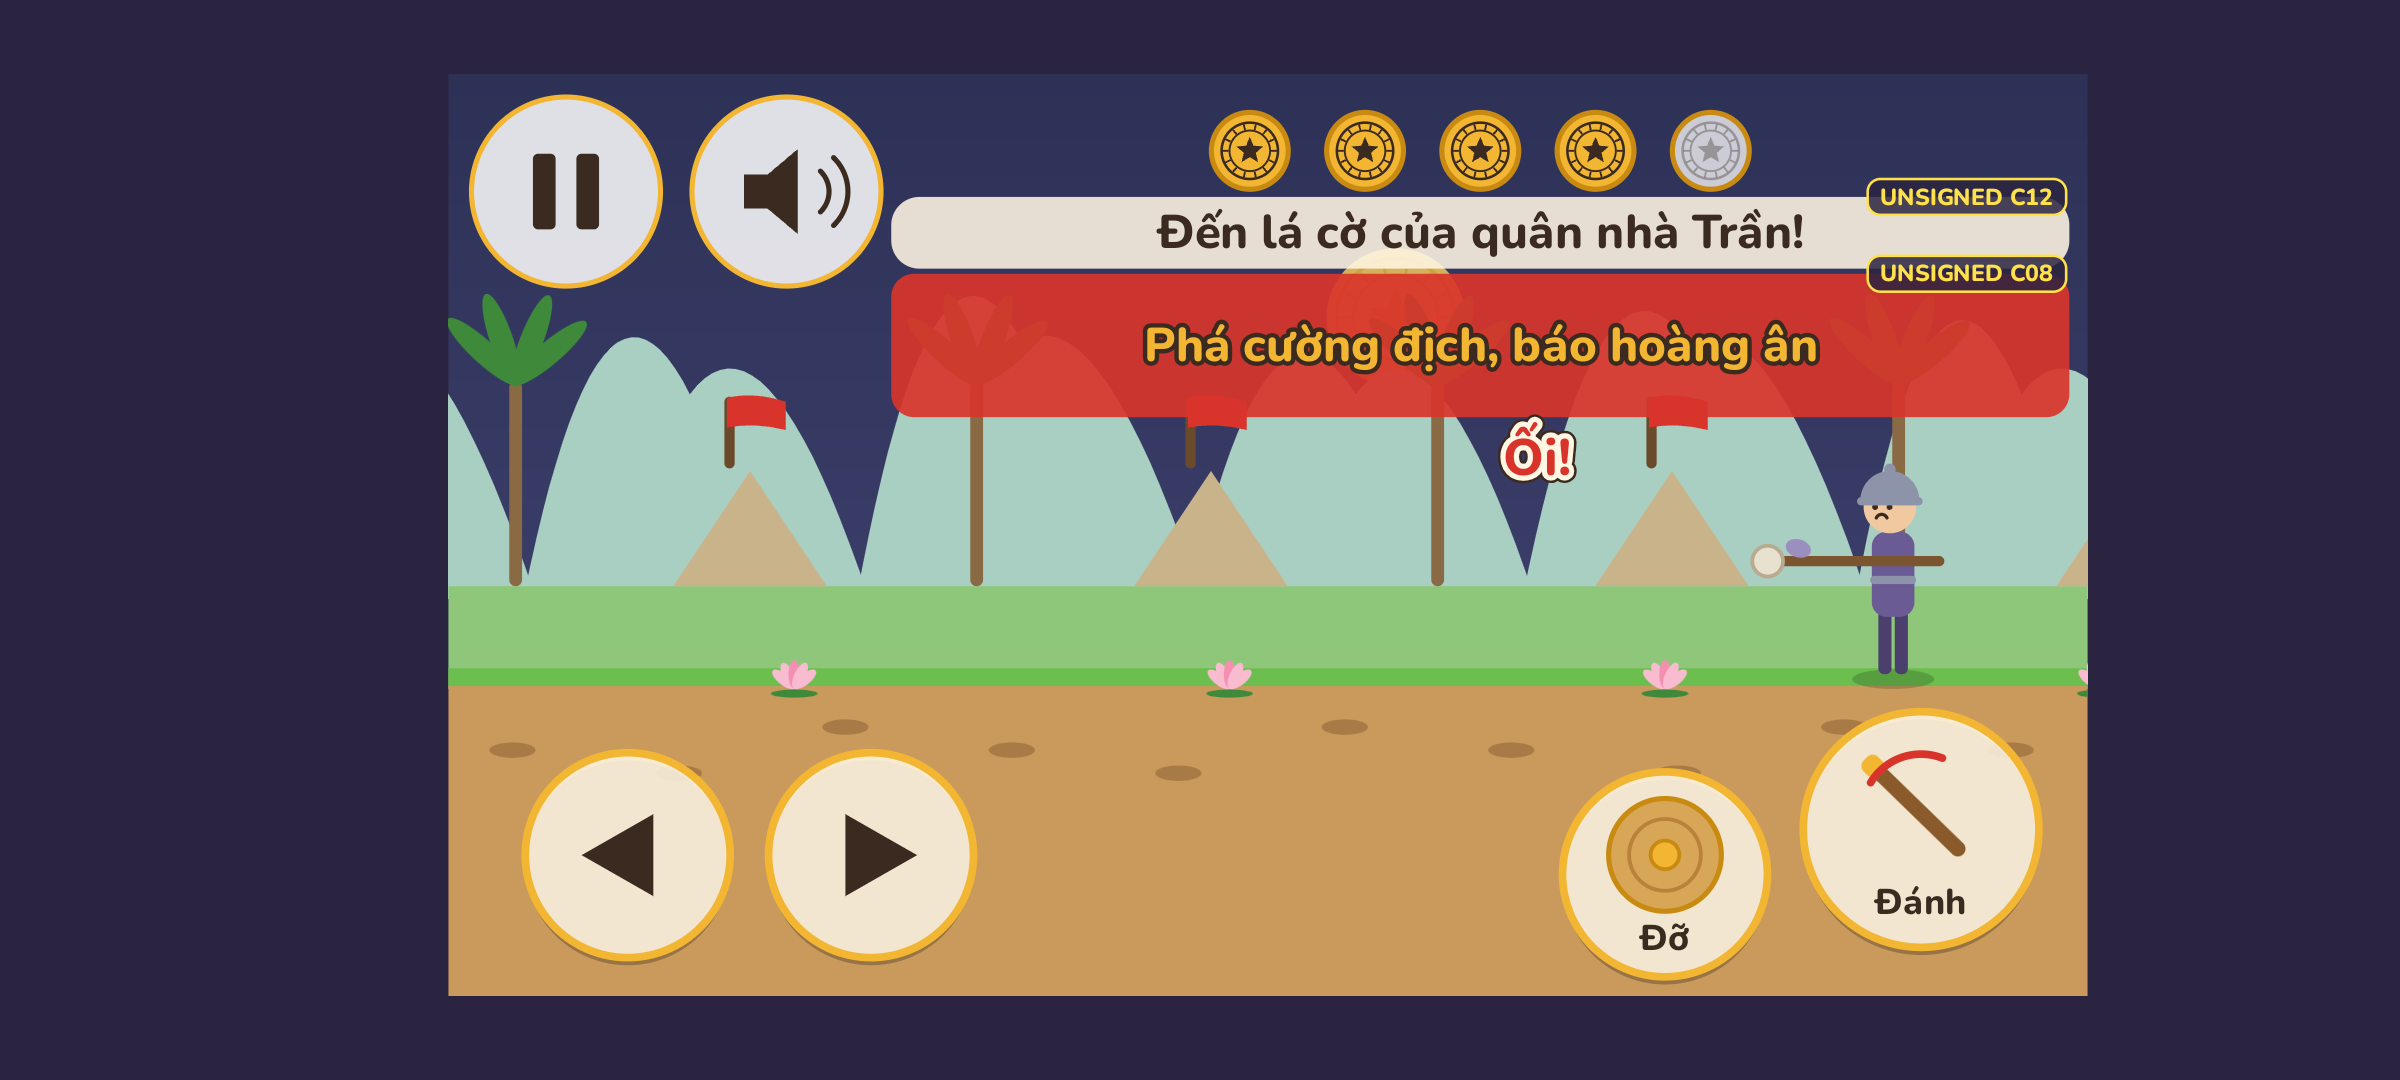 UNSIGNED C12
Đến lá cờ của quân nhà Trần!
UNSIGNED C08
Phá cường địch, báo hoàng ân
Ối!
Đánh
Đỡ